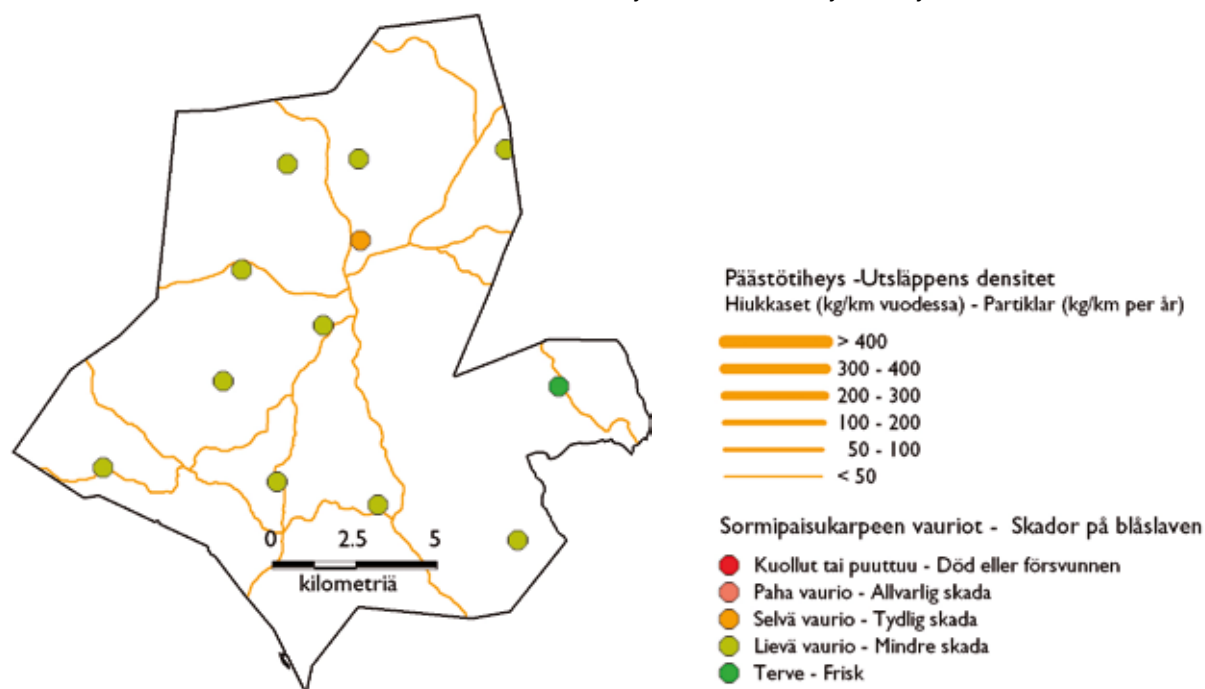 Päästötiheys -Utsläppens densitet
Hiukkaset (kg/km vuodessa) - Partiklar (kg/km per år)
> 400
300 - 400
200 - 300
100 - 200
50 - 100
< 50
Sormipaisukarpeen vauriot - Skador på blåslaven
Kuollut tai puuttuu - Död eller försvunnen
Paha vaurio - Allvarlig skada
Selvä vaurio - Tydlig skada
Lievä vaurio - Mindre skada
Terve - Frisk
0 2.5 5
kilometriä